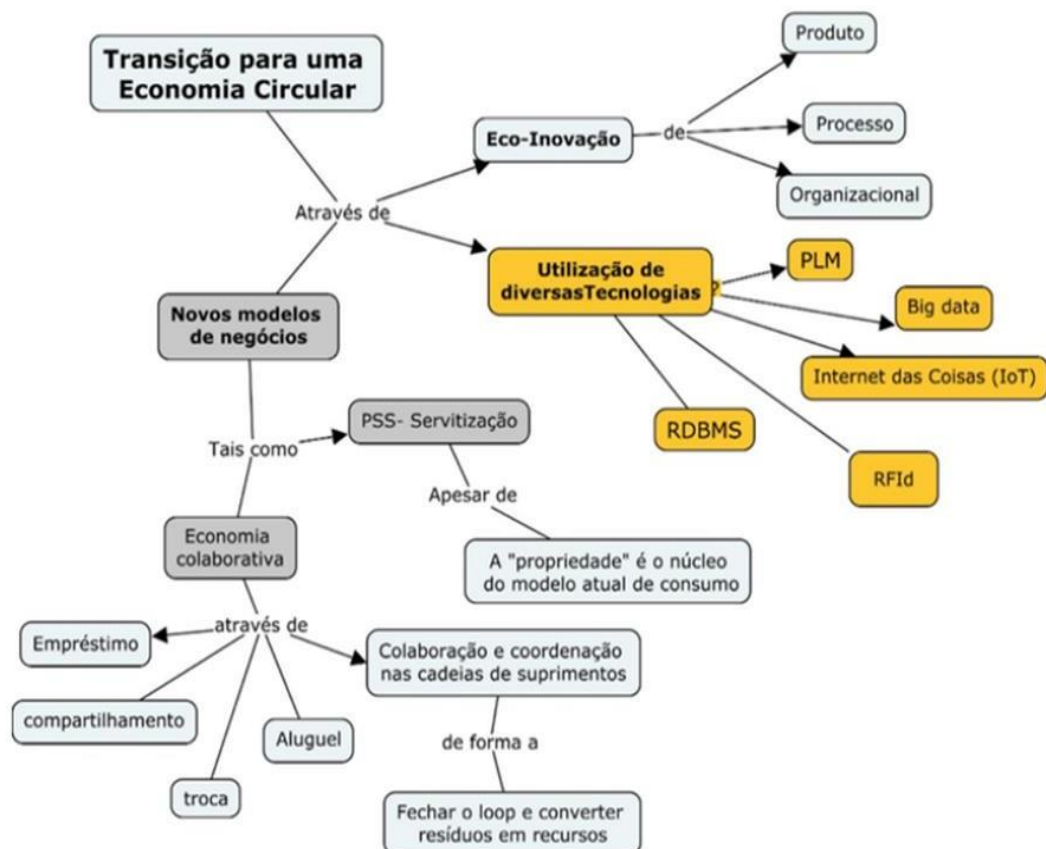 Transição para uma
Economia Circular
Produto
Eco-Inovação
de
Processo
Organizacional
Através de
Utilização de
diversasTecnologias
?
PLM
Big data
Internet das Coisas (IoT)
RDBMS
RFId
Novos modelos
de negócios
Tais como
PSS- Servitização
Apesar de
A "propriedade" é o núcleo
do modelo atual de consumo
Economia
colaborativa
através de
Empréstimo
compartilhamento
troca
Aluguel
Colaboração e coordenação
nas cadeias de suprimentos
de forma a
Fechar o loop e converter
resíduos em recursos